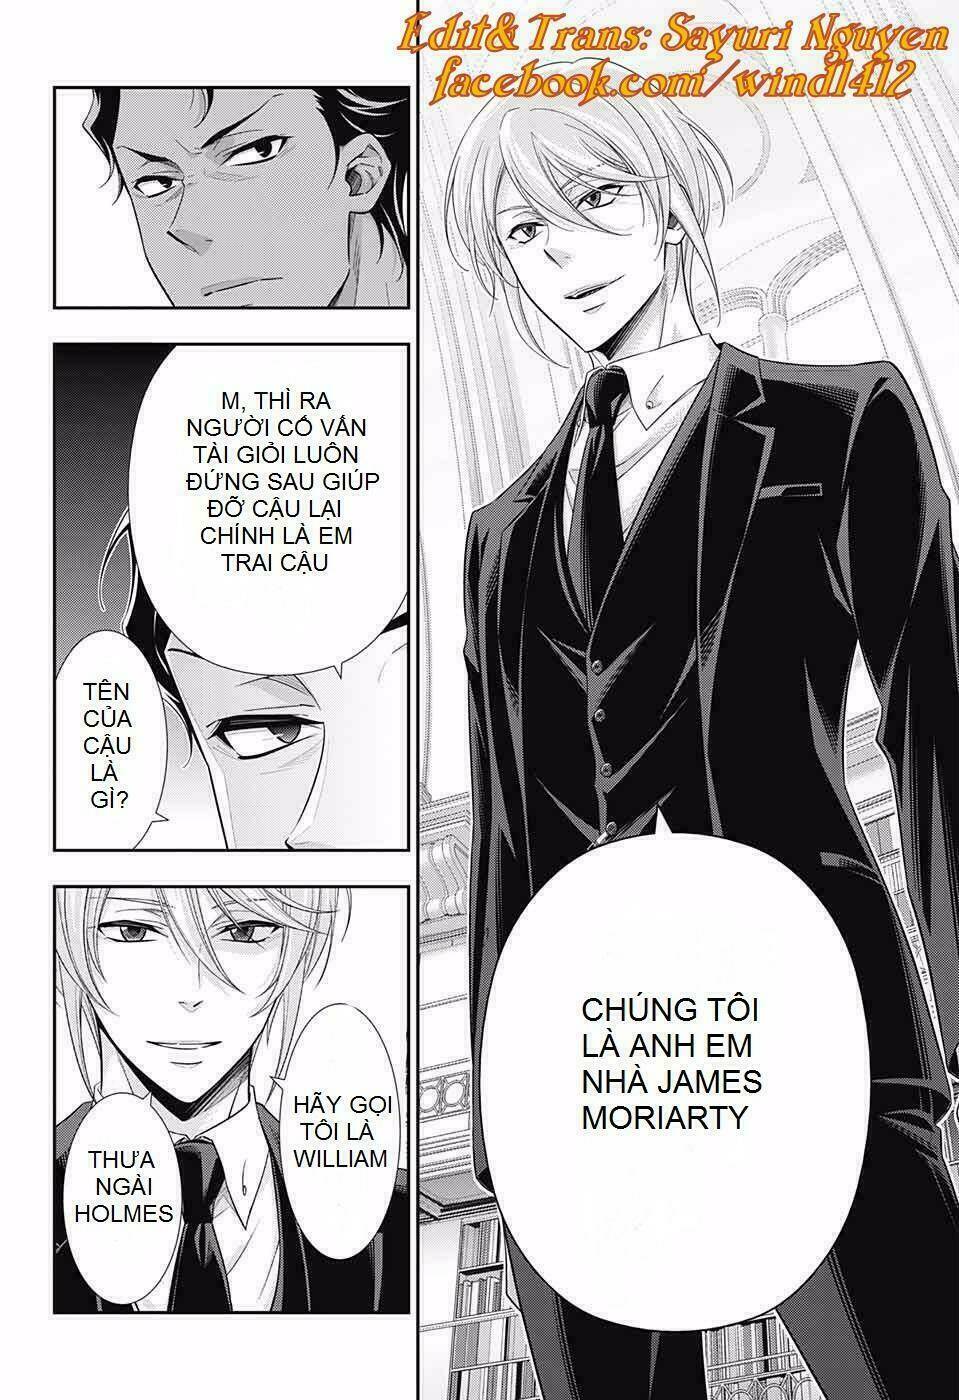 Edit& Trans: Sayuri Nguyen
facebook.com/wind1412
CHÚNG TÔI
LÀ ANH EM
NHÀ JAMES
MORIARTY
M, THÌ RA
NGƯỜI CỐ VẤN
TÀI GIỎI LUÔN
ĐỨNG SAU GIÚP
ĐỠ CẬU LẠI
CHÍNH LÀ EM
TRAI CẬU
TÊN
CỦA
CẬU
LÀ
GÌ?
HÃY GỌI
TÔI LÀ
WILLIAM
THƯA
NGÀI
HOLMES